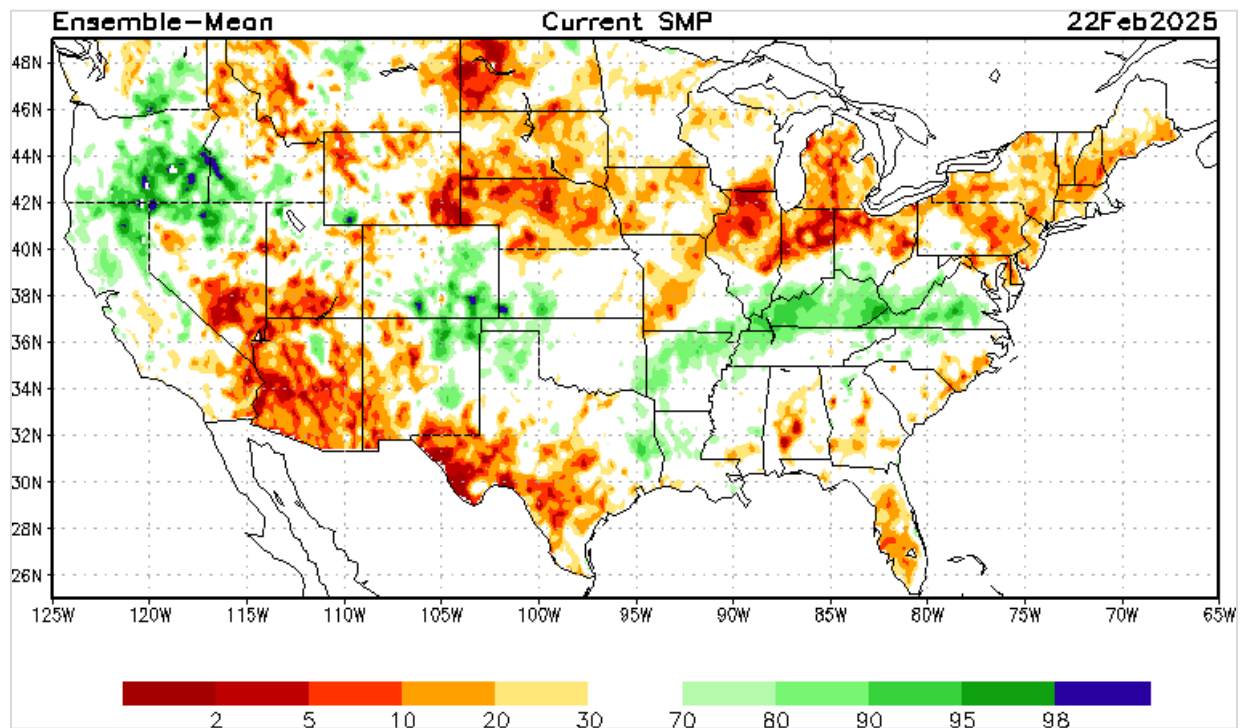 Ensemble-Mean Current SMP 22Feb2025
48N
46N
44N
42N
40N
38N
36N
34N
32N
30N
28N
26N
125W 120W 115W 110W 105W 100W 95W 90W 85W 80W 75W 70W 65W
2 5 10 20 30 70 80 90 95 98